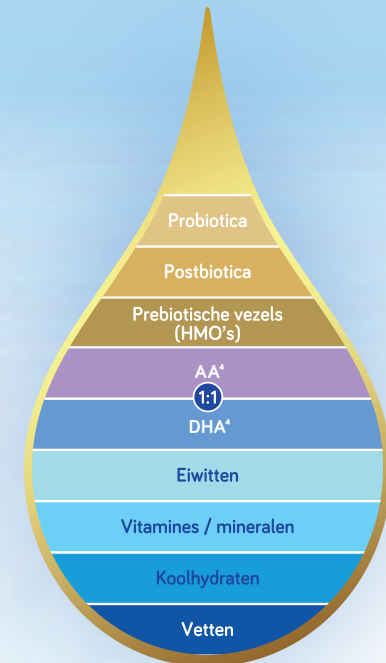 Probiotica
Postbiotica
Prebiotische vezels
(HMO's)
AA⁴
1:1
DHA⁴
Eiwitten
Vitamines / mineralen
Koolhydraten
Vetten